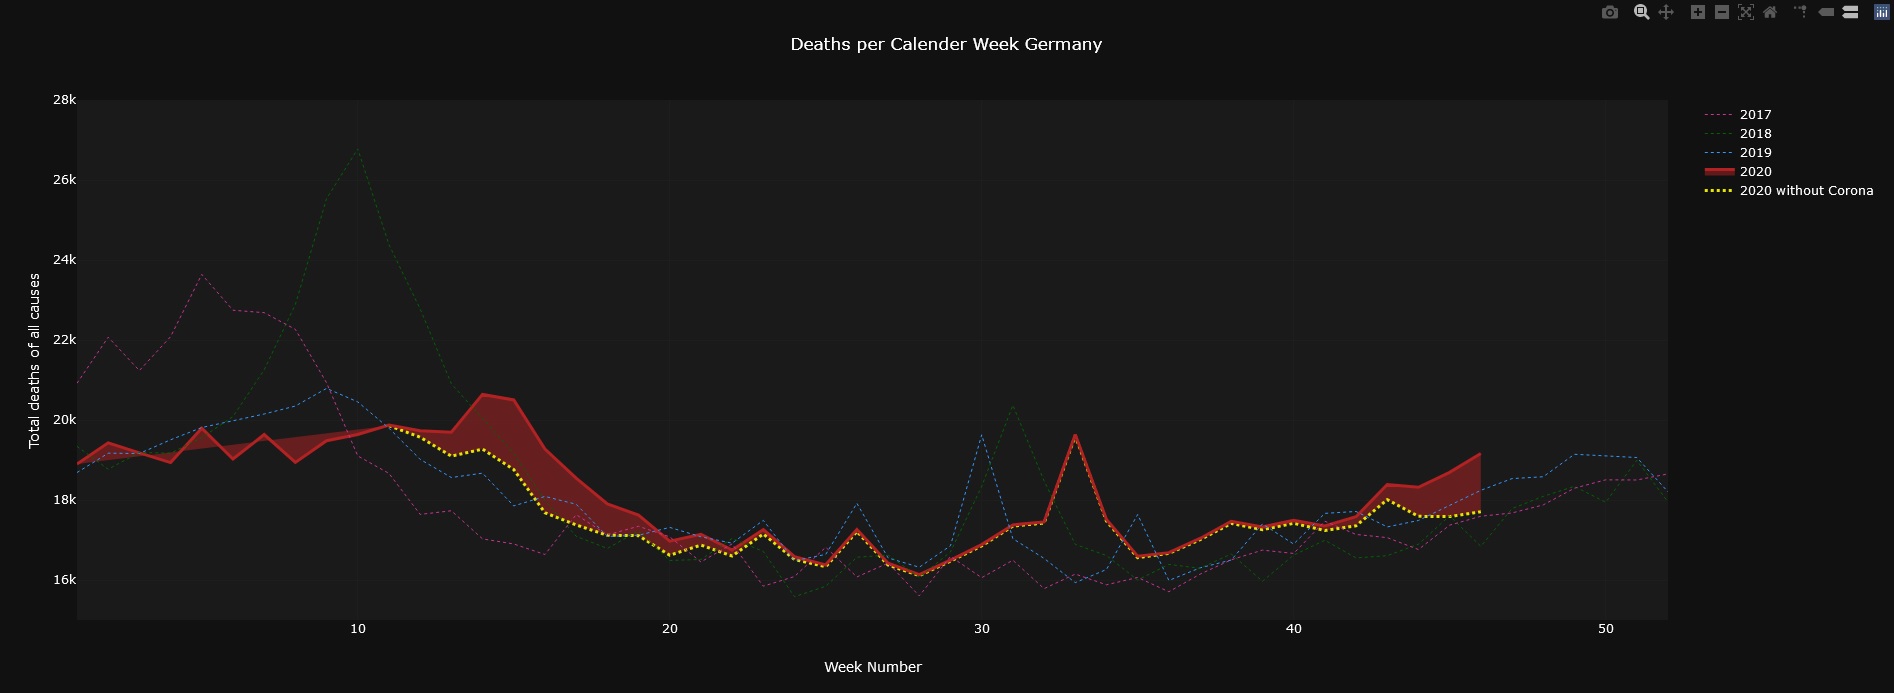 Deaths per Calender Week Germany
28k
26k
24k
22k
20k
18k
16k
Total deaths of all causes
10
20
30
40
50
Week Number
2017
2018
2019
2020
2020 without Corona